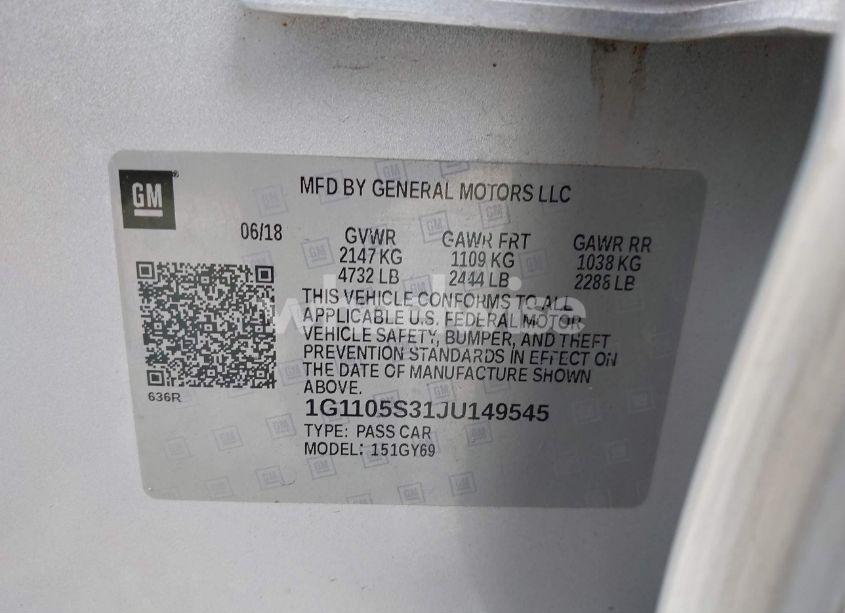 GM
MFD BY GENERAL MOTORS LLC
06/18
GVWR GAWR FRT GAWR RR
2147 KG 1109 KG 1038 KG
4732 LB 2444 LB 2288 LB
THIS VEHICLE CONFORMS TO ALL
APPLICABLE U.S. FEDERAL MOTOR
VEHICLE SAFETY, BUMPER, AND THEFT
PREVENTION STANDARDS IN EFFECT ON
THE DATE OF MANUFACTURE SHOWN
ABOVE.
636R
1G1105S31JU149545
TYPE: PASS CAR
MODEL: 151GY69